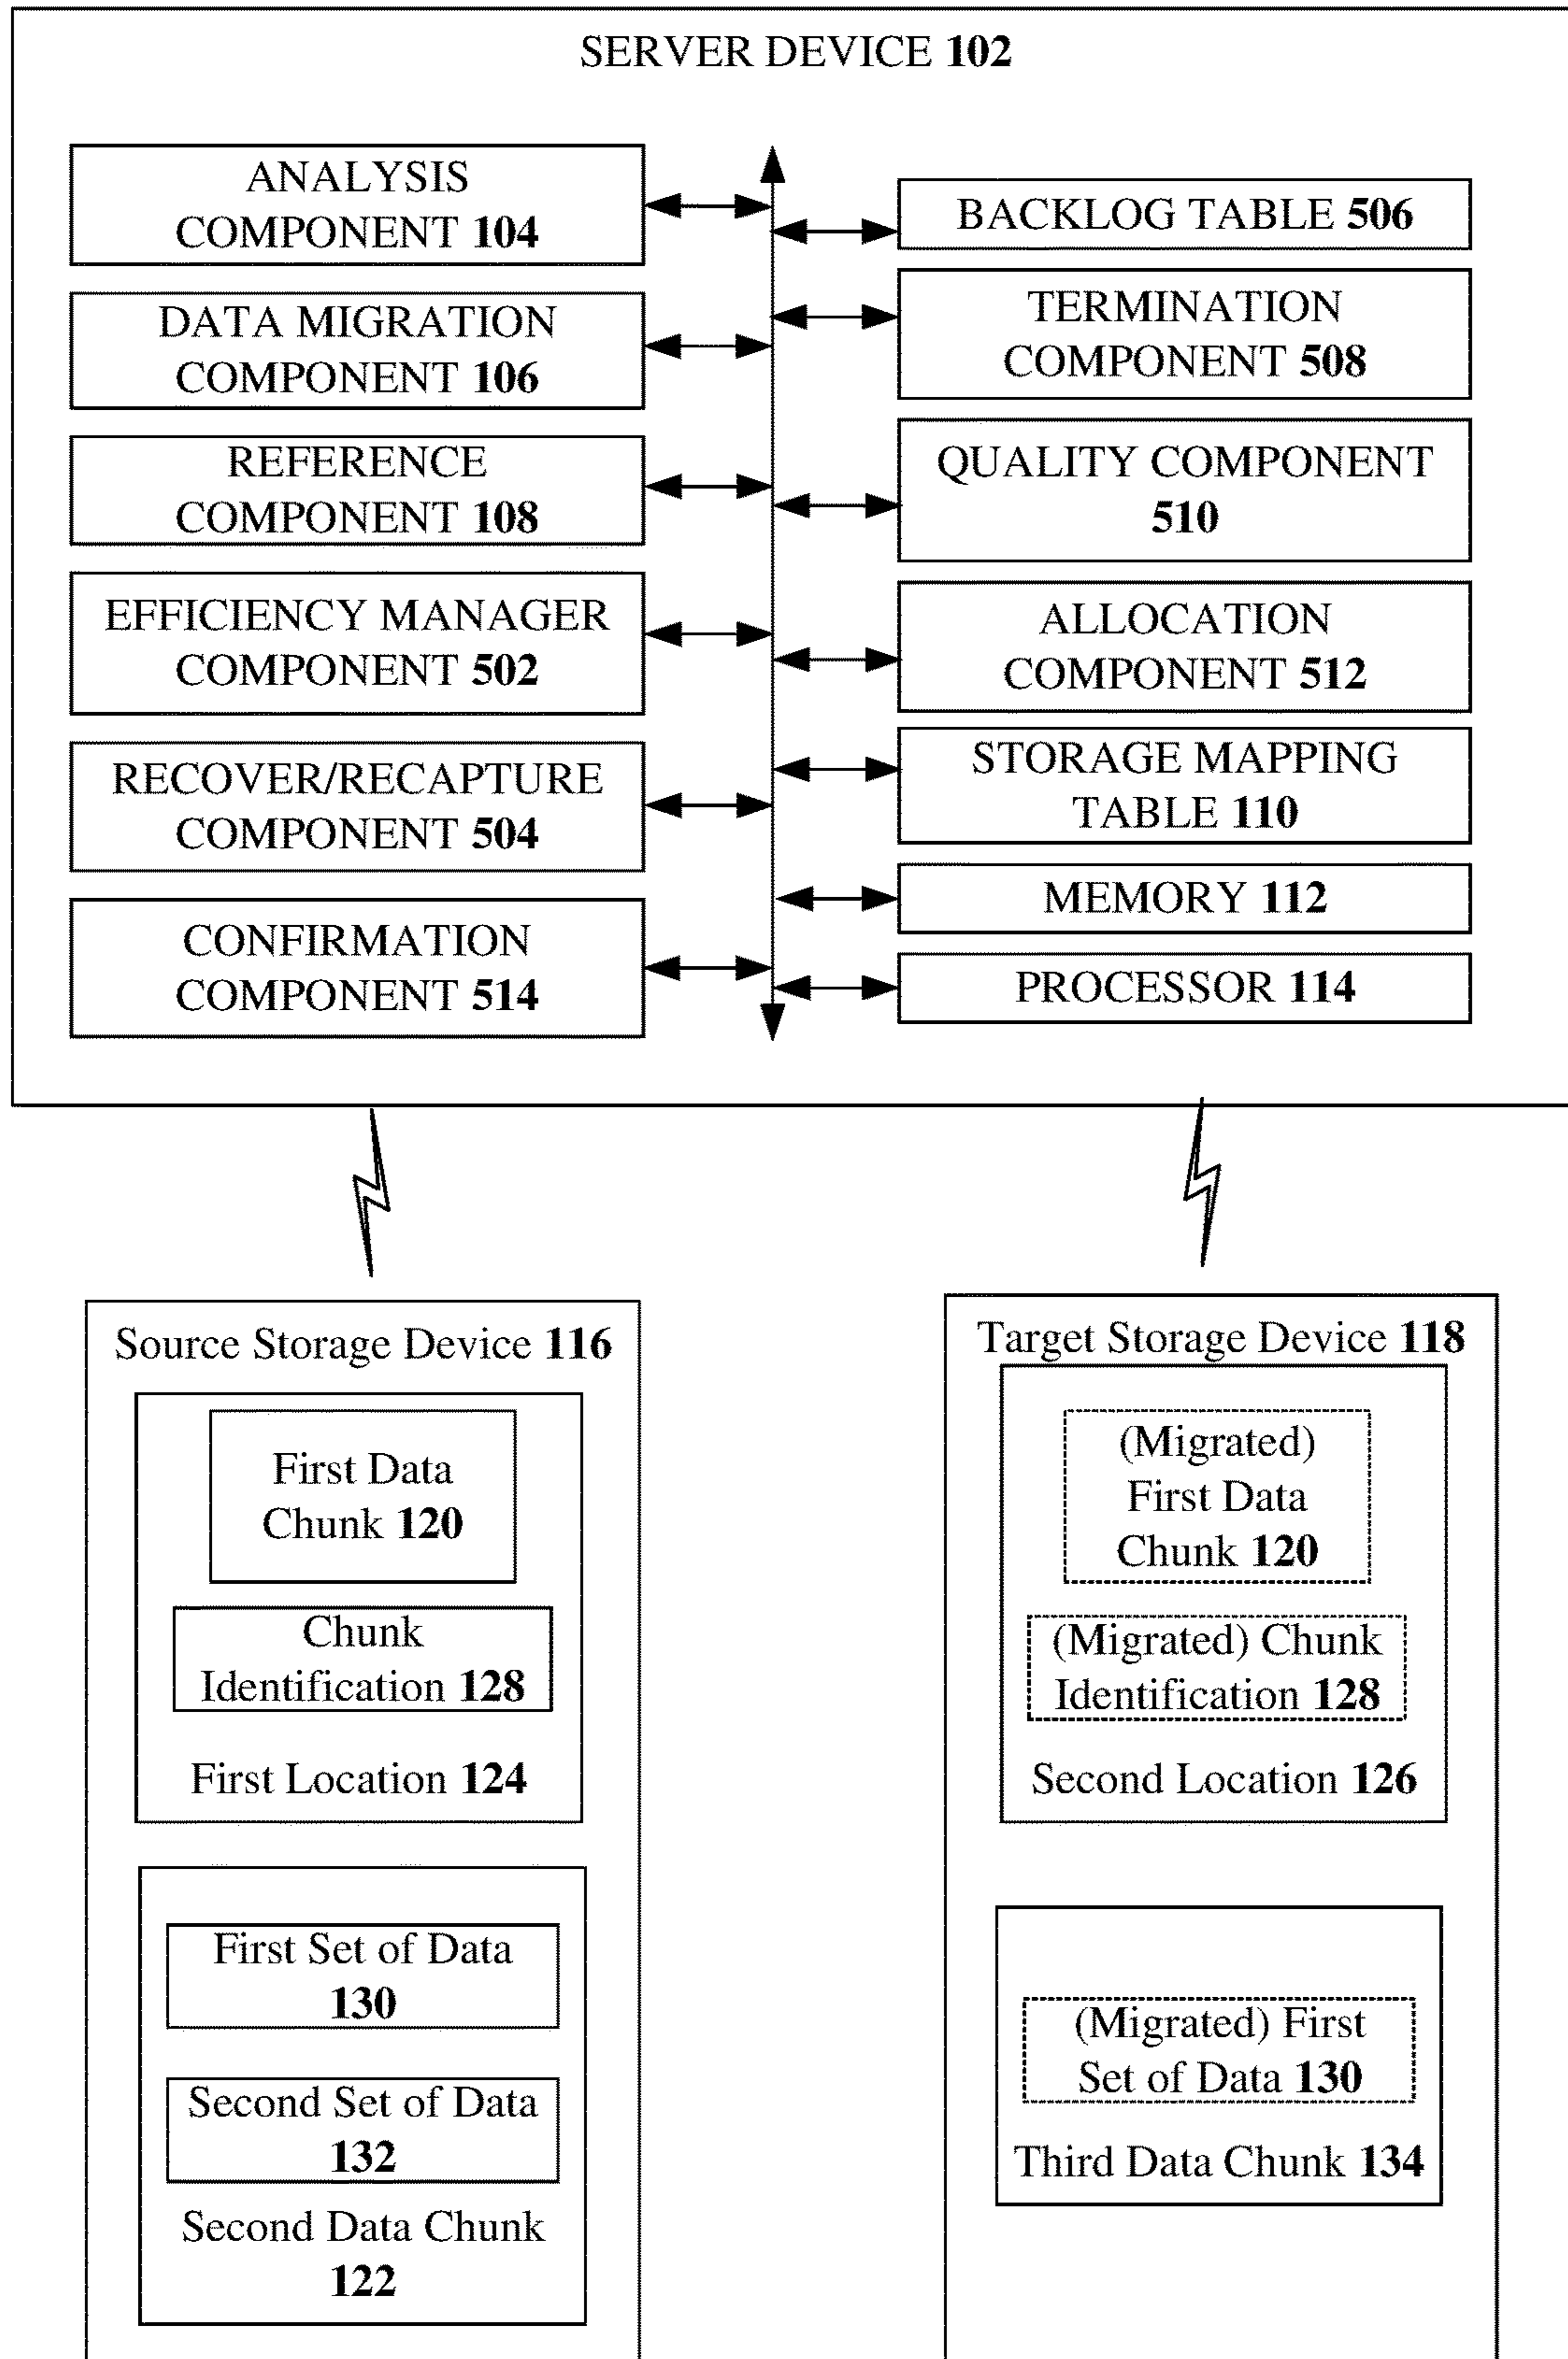 SERVER DEVICE 102
ANALYSIS
COMPONENT 104
DATA MIGRATION
COMPONENT 106
REFERENCE
COMPONENT 108
EFFICIENCY MANAGER
COMPONENT 502
RECOVER/RECAPTURE
COMPONENT 504
CONFIRMATION
COMPONENT 514
BACKLOG TABLE 506
TERMINATION
COMPONENT 508
QUALITY COMPONENT
510
ALLOCATION
COMPONENT 512
STORAGE MAPPING
TABLE 110
MEMORY 112
PROCESSOR 114
Source Storage Device 116
First Data
Chunk 120
Chunk
Identification 128
First Location 124
First Set of Data
130
Second Set of Data
132
Second Data Chunk
122
Target Storage Device 118
(Migrated)
First Data
Chunk 120
(Migrated) Chunk
Identification 128
Second Location 126
(Migrated) First
Set of Data 130
Third Data Chunk 134